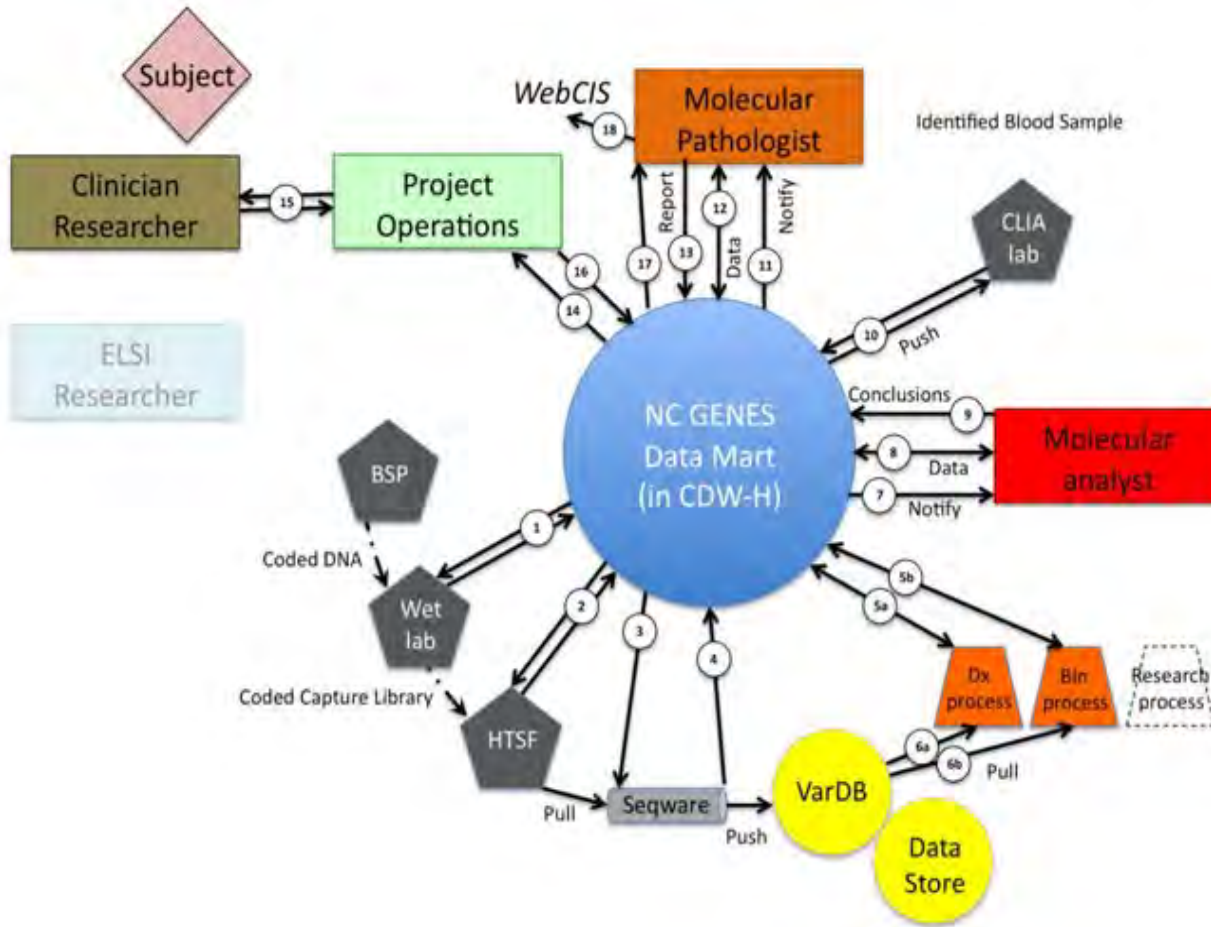 Subject
WebCIS
18
Molecular
Pathologist
Identified Blood Sample
Clinician
Researcher
15
Project
Operations
CLIA
lab
Report
12
Notify
17
13
Data
11
16
14
10
Push
ELSI
Researcher
NC GENES
Data Mart
(in CDW-H)
Conclusions
9
8
Data
7
Notify
Molecular
analyst
BSP
Coded DNA
1
Wet
lab
2
3
4
5b
5a
Coded Capture Library
HTSF
Dx
process
Bin
process
Research
process
6a
6b
Pull
Pull
Seqware
Push
VarDB
Data
Store